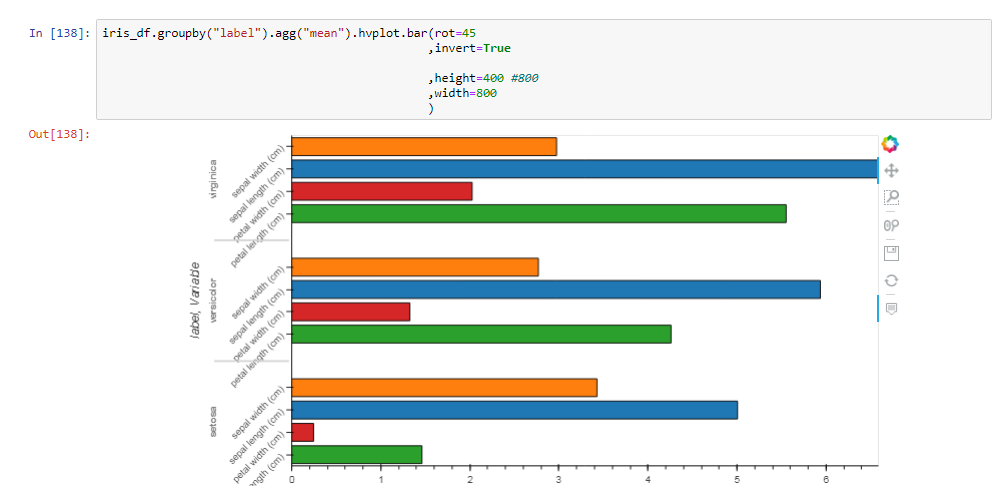 In [138]: iris_df.groupby("label").agg("mean").hvplot.bar(rot=45
,invert=True
,height=400 #800
,width=800
)
Out[138]:
label, Variable
virginica
sepal width (cm)
sepal length (cm)
petal width (cm)
petal length (cm)
versicolor
sepal width (cm)
sepal length (cm)
petal width (cm)
petal length (cm)
setosa
sepal width (cm)
sepal length (cm)
petal width (cm)
ength (cm)
0 1 2 3 4 5 6